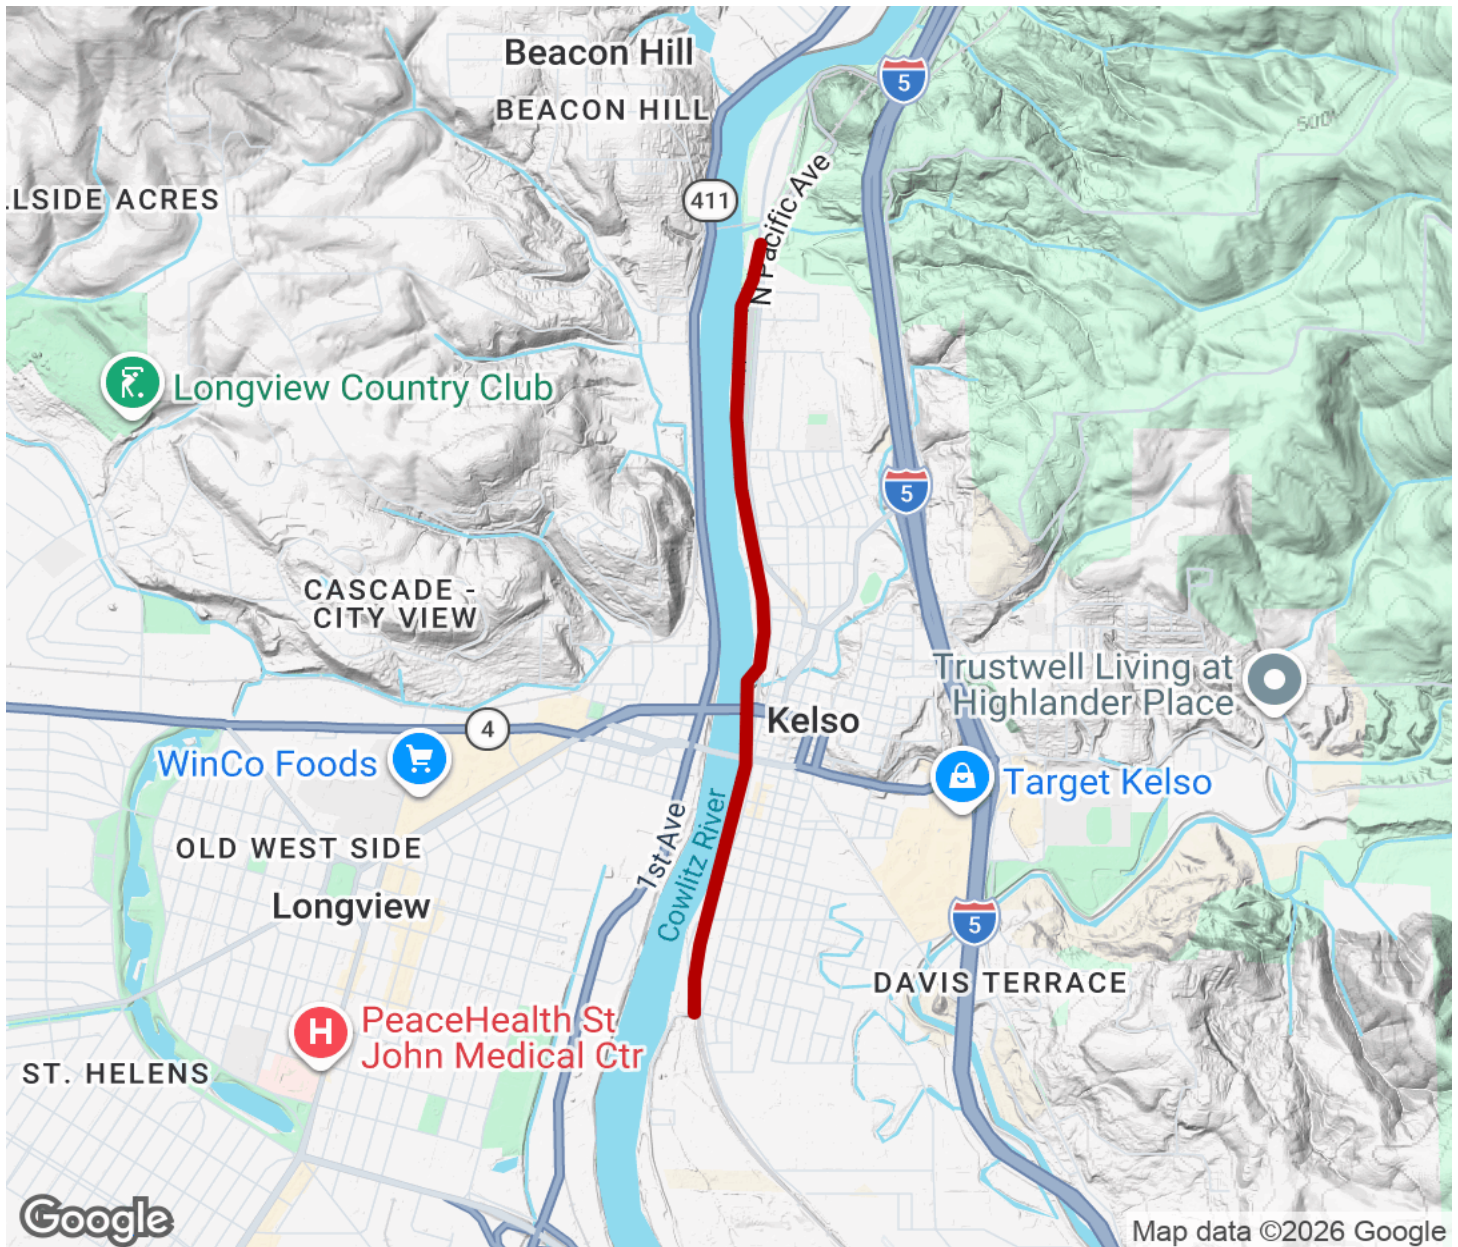 Beacon Hill
BEACON HILL
5
500
411
N Pacific Ave
LLSIDE ACRES
Longview Country Club
5
CASCADE -
CITY VIEW
Trustwell Living at
Highlander Place
4
Kelso
WinCo Foods
Target Kelso
1st Ave
Cowlitz River
OLD WEST SIDE
Longview
5
DAVIS TERRACE
H
PeaceHealth St
John Medical Ctr
ST. HELENS
Google
Map data ©2026 Google